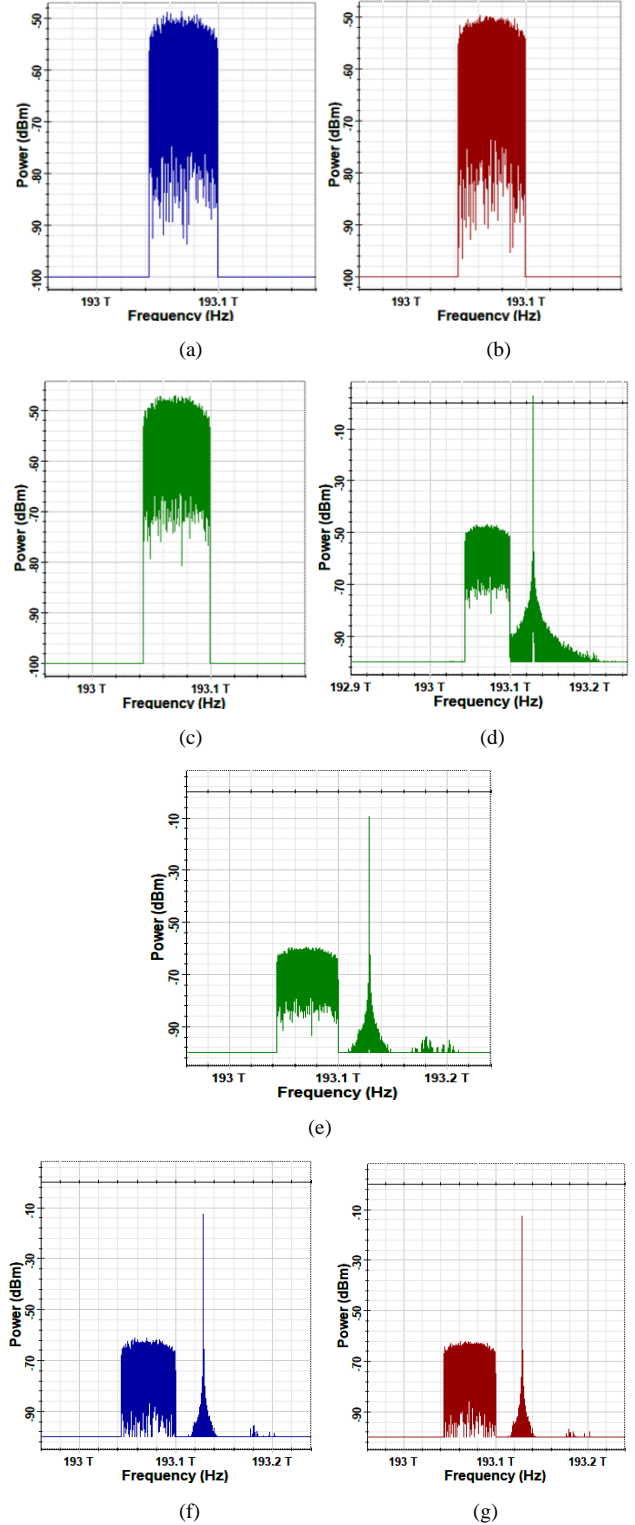 Power (dBm)
-50
-60
-70
-80
-90
-100
193 T
193.1 T
Frequency (Hz)
(a)
Power (dBm)
-50
-60
-70
-80
-90
-100
193 T
193.1 T
Frequency (Hz)
(b)
Power (dBm)
-50
-60
-70
-80
-90
-100
193 T
193.1 T
Frequency (Hz)
(c)
Power (dBm)
-10
-30
-50
-70
-90
192.9 T
193 T
193.1 T
193.2 T
Frequency (Hz)
(d)
Power (dBm)
-10
-30
-50
-70
-90
193 T
193.1 T
193.2 T
Frequency (Hz)
(e)
Power (dBm)
-10
-30
-50
-70
-90
193 T
193.1 T
193.2 T
Frequency (Hz)
(f)
Power (dBm)
-10
-30
-50
-70
-90
193 T
193.1 T
193.2 T
Frequency (Hz)
(g)